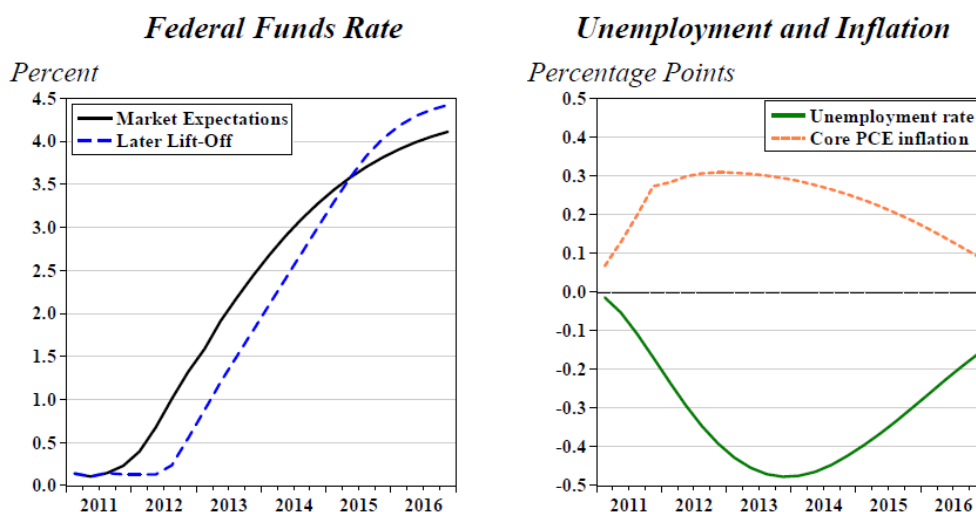 Federal Funds Rate
Percent
4.5
4.0
3.5
3.0
2.5
2.0
1.5
1.0
0.5
0.0
Market Expectations
Later Lift-Off
2011 2012 2013 2014 2015 2016
Unemployment and Inflation
Percentage Points
0.5
0.4
0.3
0.2
0.1
0.0
-0.1
-0.2
-0.3
-0.4
-0.5
Unemployment rate
Core PCE inflation
2011 2012 2013 2014 2015 2016